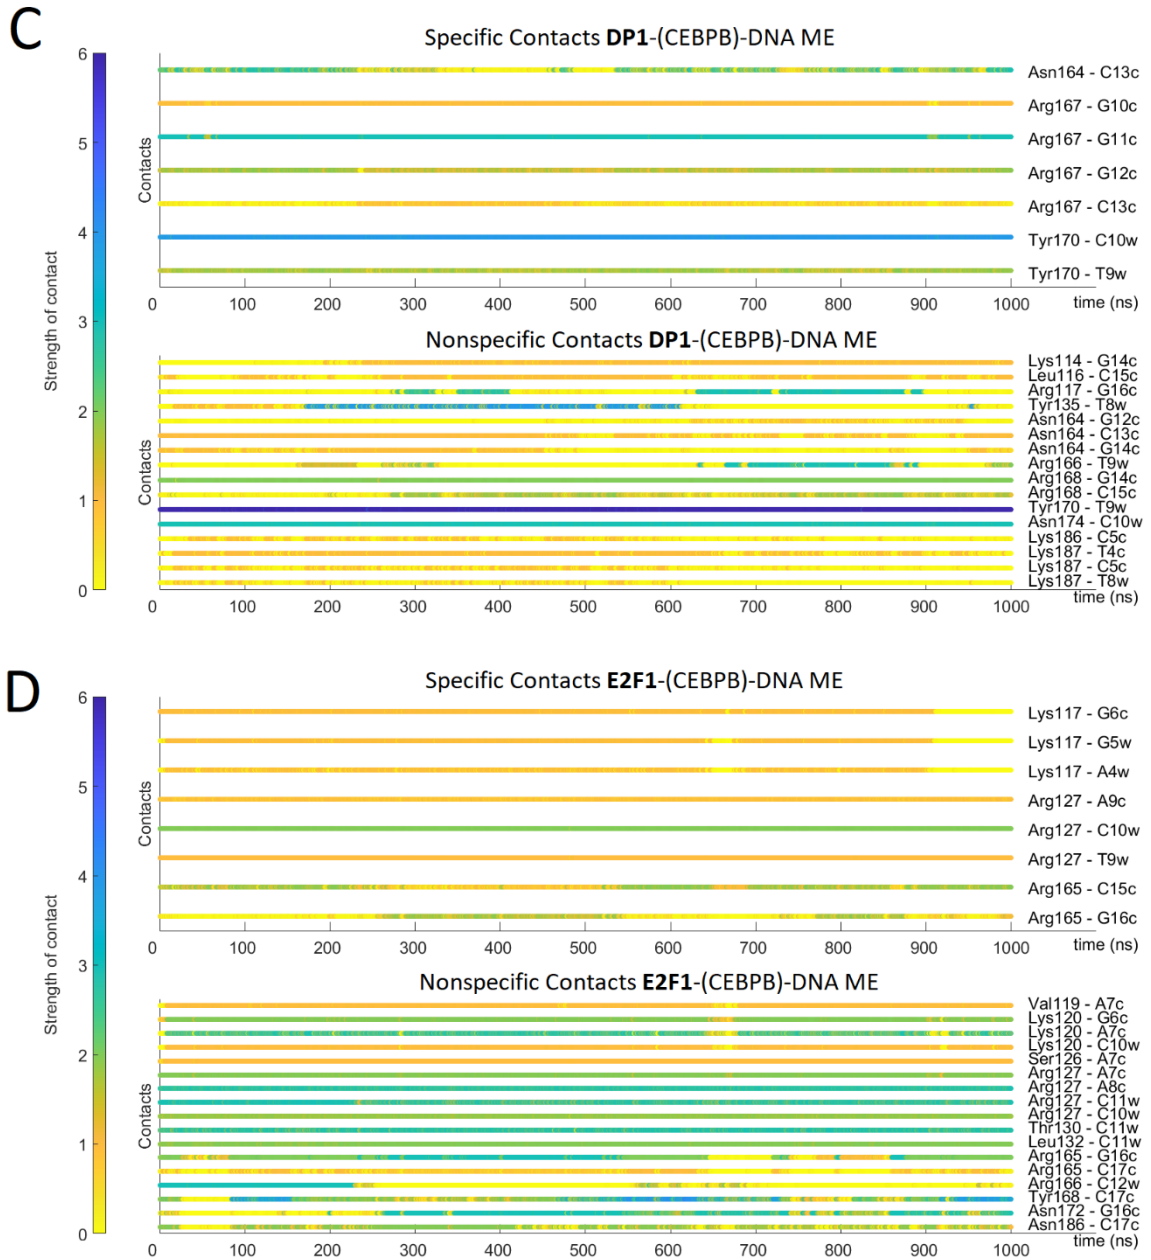 C
Specific Contacts DP1-(CEBPB)-DNA ME
6
5
4
3
2
1
0
Strength of contact
Contacts
Asn164 - C13c
Arg167 - G10c
Arg167 - G11c
Arg167 - G12c
Arg167 - C13c
Tyr170 - C10w
Tyr170 - T9w
0 100 200 300 400 500 600 700 800 900 1000
time (ns)
Nonspecific Contacts DP1-(CEBPB)-DNA ME
Contacts
Lys114 - G14c
Leu116 - C15c
Arg117 - G16c
Tyr135 - T8w
Asn164 - G12c
Asn164 - C13c
Asn164 - G14c
Arg166 - T9w
Arg168 - G14c
Arg168 - C15c
Tyr170 - T9w
Asn174 - C10w
Lys186 - C5c
Lys187 - T4c
Lys187 - C5c
Lys187 - T8w
0 100 200 300 400 500 600 700 800 900 1000
time (ns)
D
Specific Contacts E2F1-(CEBPB)-DNA ME
6
5
4
3
2
1
0
Strength of contact
Contacts
Lys117 - G6c
Lys117 - G5w
Lys117 - A4w
Arg127 - A9c
Arg127 - C10w
Arg127 - T9w
Arg165 - C15c
Arg165 - G16c
0 100 200 300 400 500 600 700 800 900 1000
time (ns)
Nonspecific Contacts E2F1-(CEBPB)-DNA ME
Contacts
Val119 - A7c
Lys120 - G6c
Lys120 - A7c
Lys120 - C10w
Ser126 - A7c
Arg127 - A7c
Arg127 - A8c
Arg127 - C11w
Arg127 - C10w
Thr130 - C11w
Leu132 - C11w
Arg165 - G16c
Arg165 - C17c
Arg166 - C12w
Tyr168 - C17c
Asn172 - G16c
Asn186 - C17c
0 100 200 300 400 500 600 700 800 900 1000
time (ns)